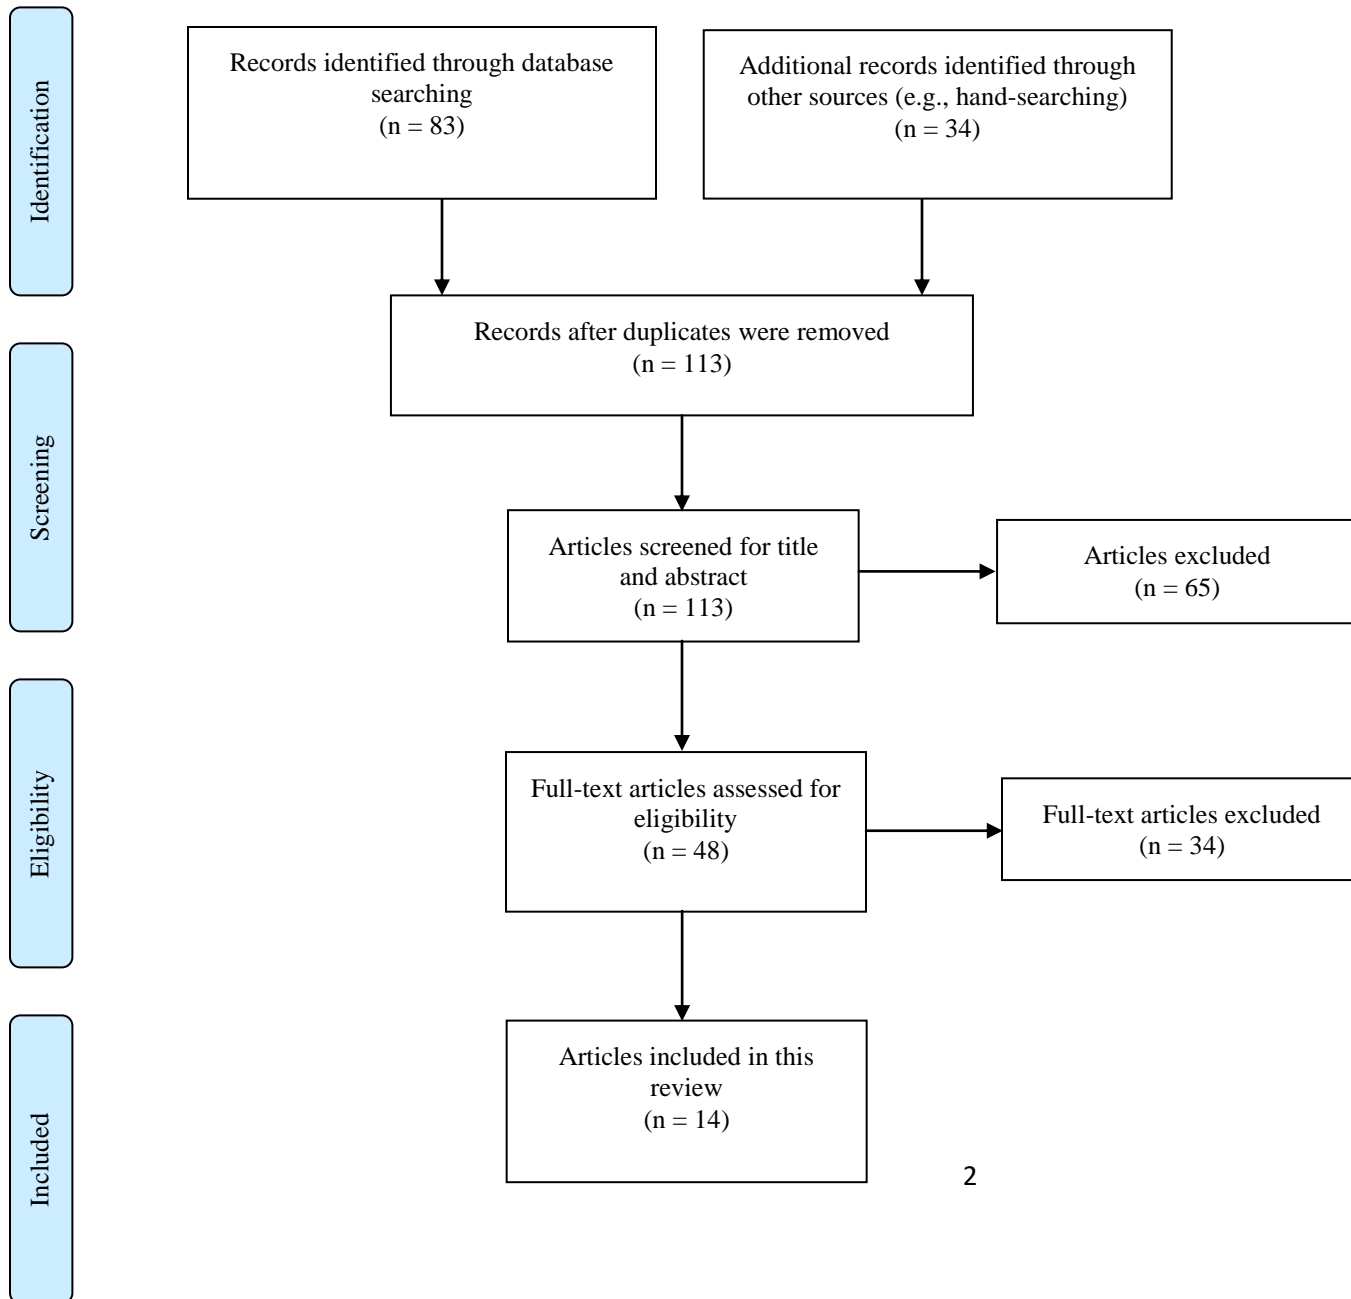 Identification
Records identified through database
searching
(n = 83)
Additional records identified through
other sources (e.g., hand-searching)
(n = 34)
Records after duplicates were removed
(n = 113)
Screening
Articles screened for title
and abstract
(n = 113)
Articles excluded
(n = 65)
Eligibility
Full-text articles assessed for
eligibility
(n = 48)
Full-text articles excluded
(n = 34)
Included
Articles included in this
review
(n = 14)
2